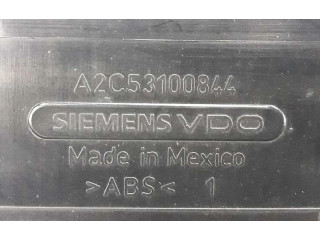 A2C53100844
SIEMENS VDO
Made in Mexico
>ABS< 1